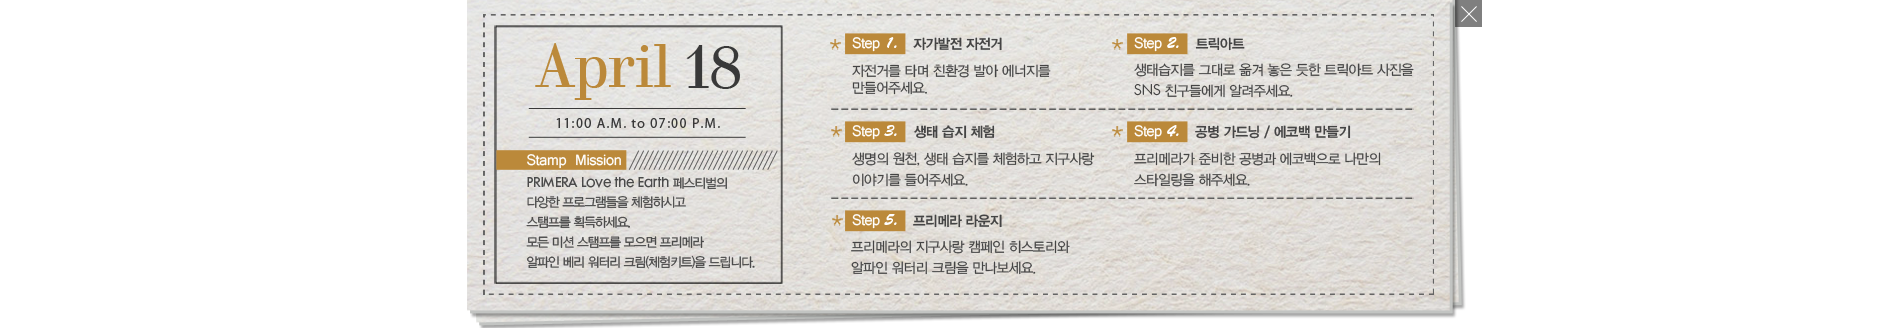 April 18
11:00 A.M. to 07:00 P.M.
Stamp Mission
PRIMERA Love the Earth 페스티벌의
다양한 프로그램들을 체험하시고
스탬프를 획득하세요.
모든 미션 스탬프를 모으면 프리메라
알파인 베리 워터리 크림(체험키트)을 드립니다.
* Step 1. 자가발전 자전거
자전거를 타며 친환경 발아 에너지를
만들어주세요.
* Step 2. 트릭아트
생태습지를 그대로 옮겨 놓은 듯한 트릭아트 사진을
SNS 친구들에게 알려주세요.
* Step 3. 생태 습지 체험
생명의 원천, 생태 습지를 체험하고 지구사랑
이야기를 들어주세요.
* Step 4. 공병 가드닝 / 에코백 만들기
프리메라가 준비한 공병과 에코백으로 나만의
스타일링을 해주세요.
* Step 5. 프리메라 라운지
프리메라의 지구사랑 캠페인 히스토리와
알파인 워터리 크림을 만나보세요.